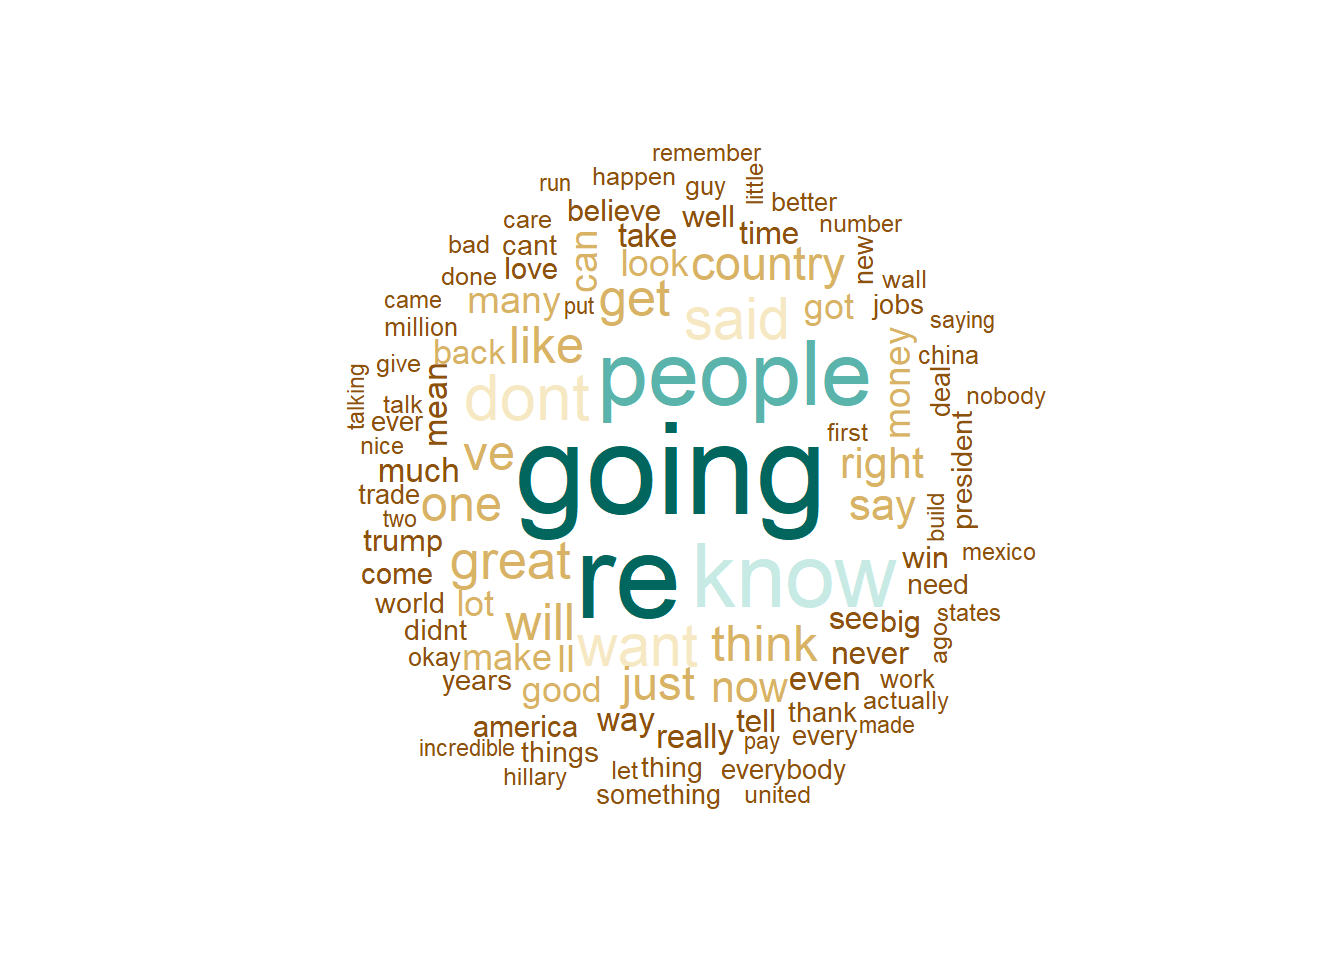 remember
run
happen
guy
little
better
care
believe
well
number
bad
cant
can
take
time
new
done
love
look
country
wall
came
many
put
get
said
got
jobs
million
saying
give
back
like
people
money
china
talking
talk
mean
dont
deal
nobody
ever
first
nice
much
ve
going
right
president
trade
two
one
say
build
trump
great
re
know
win
mexico
come
need
world
lot
will
see
big
states
didnt
want
think
never
ago
okay
make
ll
years
good
just
now
even
work
america
way
really
tell
thank
actually
incredible
things
pay
every
made
hillary
let
thing
everybody
something
united